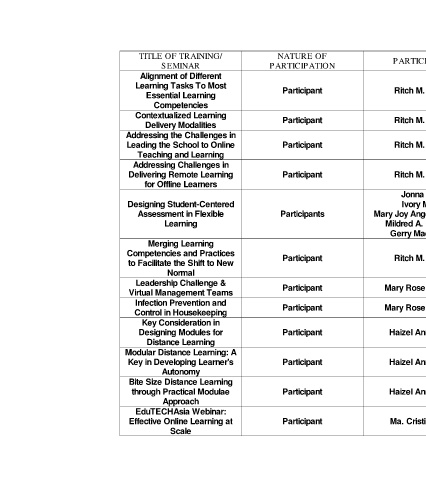 TITLE OF TRAINING/
SEMINAR
NATURE OF
PARTICIPATION
Alignment of Different
Learning Tasks To Most
Essential Learning
Competencies
Participant
Ritch M.
Contextualized Learning
Delivery Modalities
Participant
Ritch M.
Addressing the Challenges in
Leading the School to Online
Teaching and Learning
Participant
Ritch M.
Addressing Challenges in
Delivering Remote Learning
for Offline Learners
Participant
Ritch M.
Designing Student-Centered
Assessment in Flexible
Learning
Participants
Jonna
Ivory M
Mary Joy Ang
Mildred A.
Gerry Ma
Merging Learning
Competencies and Practices
to Facilitate the Shift to New
Normal
Participant
Ritch M.
Leadership Challenge &
Virtual Management Teams
Participant
Mary Rose
Infection Prevention and
Control in Housekeeping
Participant
Mary Rose
Key Consideration in
Designing Modules for
Distance Learning
Participant
Haizel An
Modular Distance Learning: A
Key in Developing Learner's
Autonomy
Participant
Haizel An
Bite Size Distance Learning
through Practical Modulae
Approach
Participant
Haizel An
EduTECHAsia Webinar:
Effective Online Learning at
Scale
Participant
Ma. Cristi